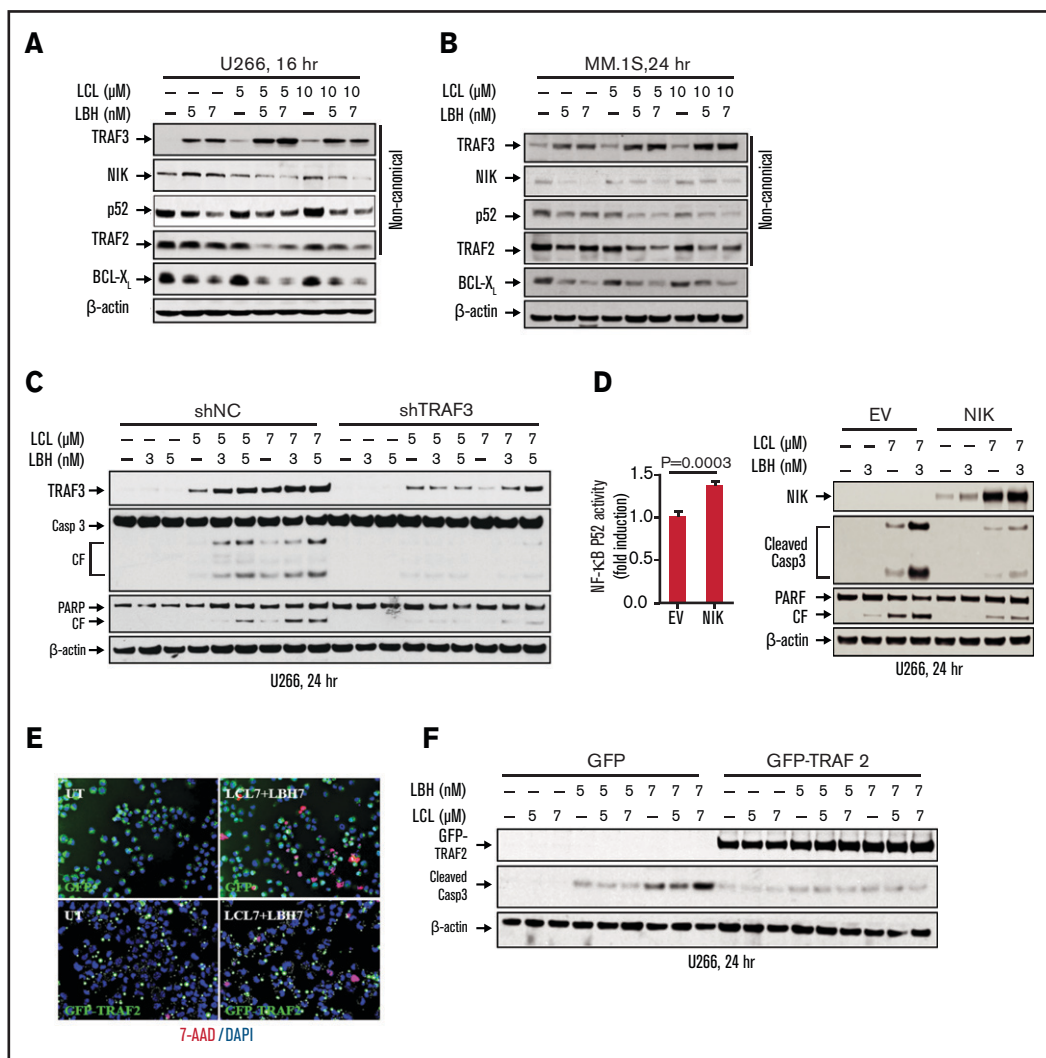 A
U266, 16 hr
LCL (µM) – – – 5 5 5 10 10 10
LBH (nM) – 5 7 – 5 7 – 5 7
TRAF3
NIK
p52
TRAF2
BCL-XL
β-actin
Non-canonical
B
MM.1S,24 hr
LCL (µM) – – – 5 5 5 10 10 10
LBH (nM) – 5 7 – 5 7 – 5 7
TRAF3
NIK
p52
TRAF2
BCL-XL
β-actin
Non-canonical
C
shNC shTRAF3
LCL (µM) – – – 5 5 5 7 7 7 – – – 5 5 5 7 7 7
LBH (nM) – 3 5 – 3 5 – 3 5 – 3 5 – 3 5 – 3 5
TRAF3
Casp 3
CF
PARP
CF
β-actin
U266, 24 hr
D
P=0.0003
NF-κB P52 activity
(fold induction)
1.5
1.0
0.5
0.0
EV NIK
EV NIK
LCL (µM) – – 7 7 – – 7 7
LBH (nM) – 3 – 3 – 3 – 3
NIK
Cleaved
Casp3
PARF
CF
β-actin
U266, 24 hr
E
UT LCL7+LBH7
GFP GFP
UT LCL7+LBH7
GFP-TRAF2 GFP-TRAF2
7-AAD /DAPI
F
GFP GFP-TRAF 2
LBH (nM) – – – 5 5 5 7 7 7 – – – 5 5 5 7 7 7
LCL (µM) – 5 7 – 5 7 – 5 7 – 5 7 – 5 7 – 5 7
GFP-
TRAF2
Cleaved
Casp3
β-actin
U266, 24 hr